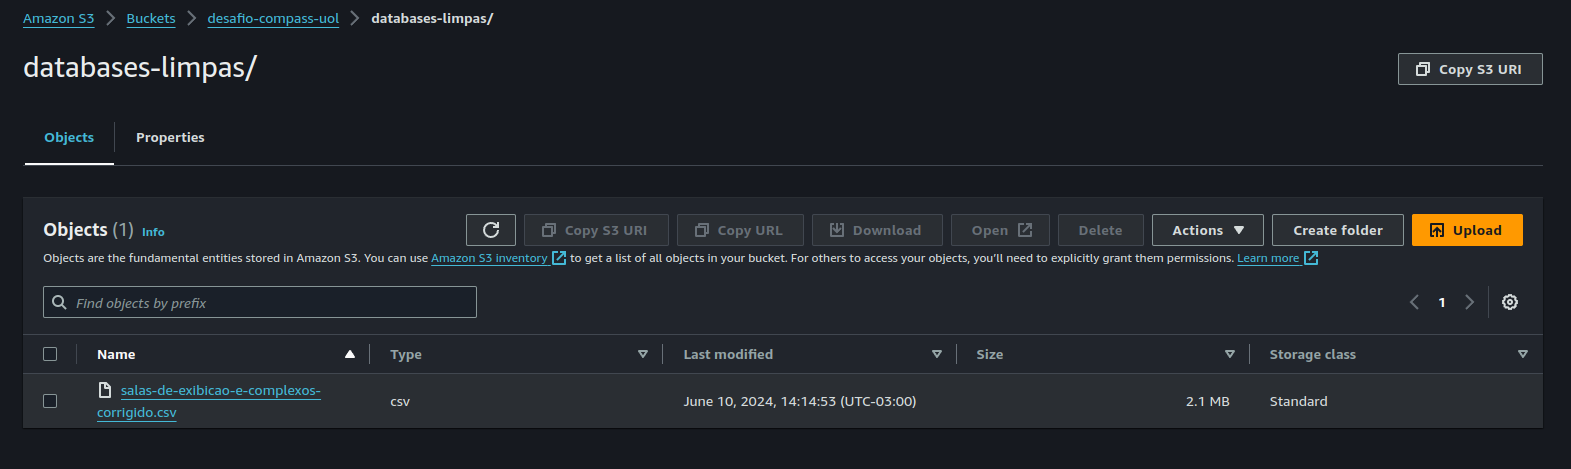 Amazon S3 > Buckets > desafio-compass-uol > databases-limpas/
databases-limpas/
Copy S3 URI
Objects Properties
Objects (1) Info
Copy S3 URI Copy URL Download Open Delete Actions Create folder Upload
Objects are the fundamental entities stored in Amazon S3. You can use Amazon S3 inventory to get a list of all objects in your bucket. For others to access your objects, you'll need to explicitly grant them permissions. Learn more
Find objects by prefix
1
Name Type Last modified Size Storage class
salas-de-exibicao-e-complexos-
corrigido.csv
csv June 10, 2024, 14:14:53 (UTC-03:00) 2.1 MB Standard